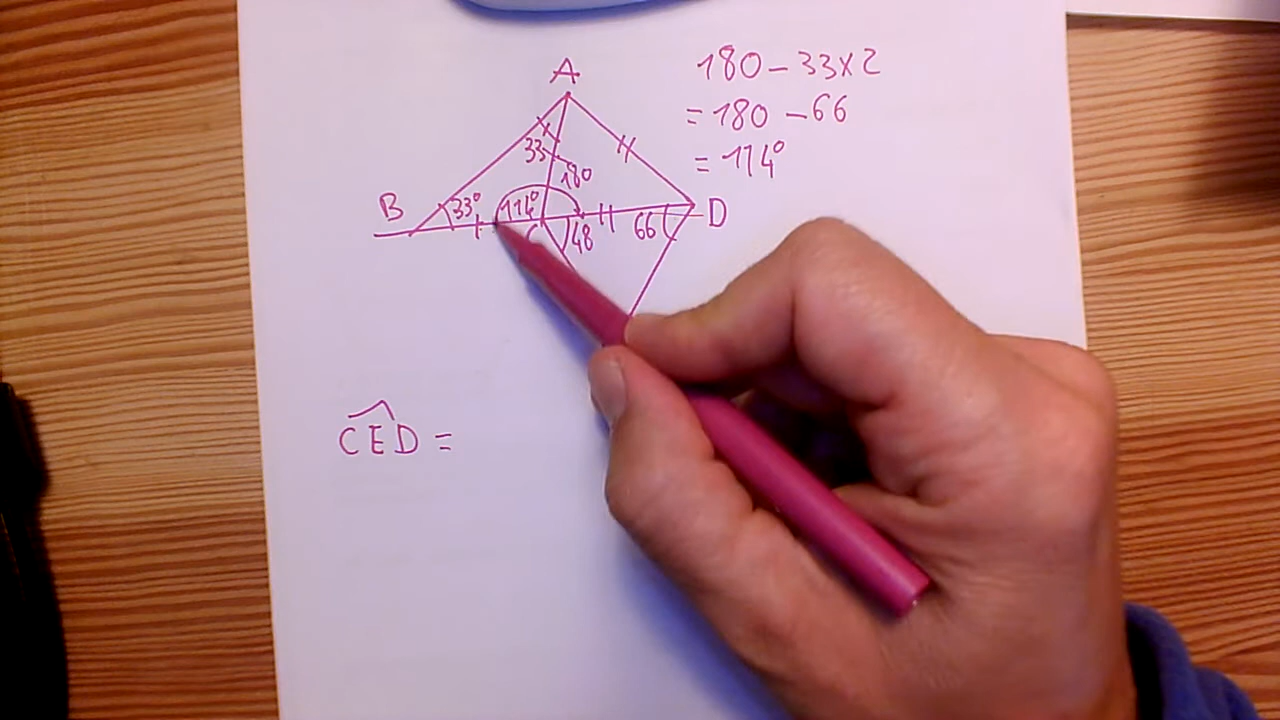 A
180 - 33x2
= 180 - 66
= 114°
33
180
B
33°
114°
D
C
48
66
CED =